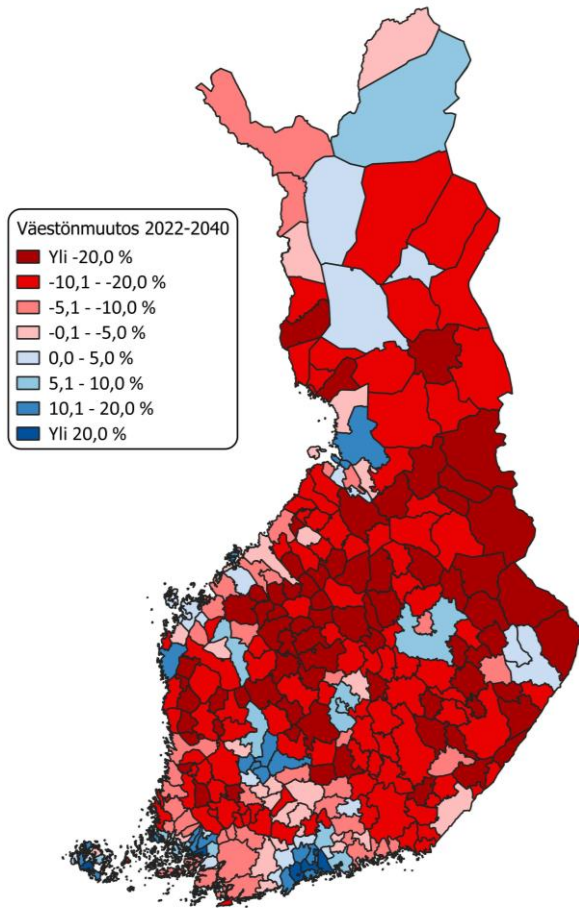 Väestönmuutos 2022-2040
Yli -20,0 %
-10,1 - -20,0 %
-5,1 - -10,0 %
-0,1 - -5,0 %
0,0 - 5,0 %
5,1 - 10,0 %
10,1 - 20,0 %
Yli 20,0 %